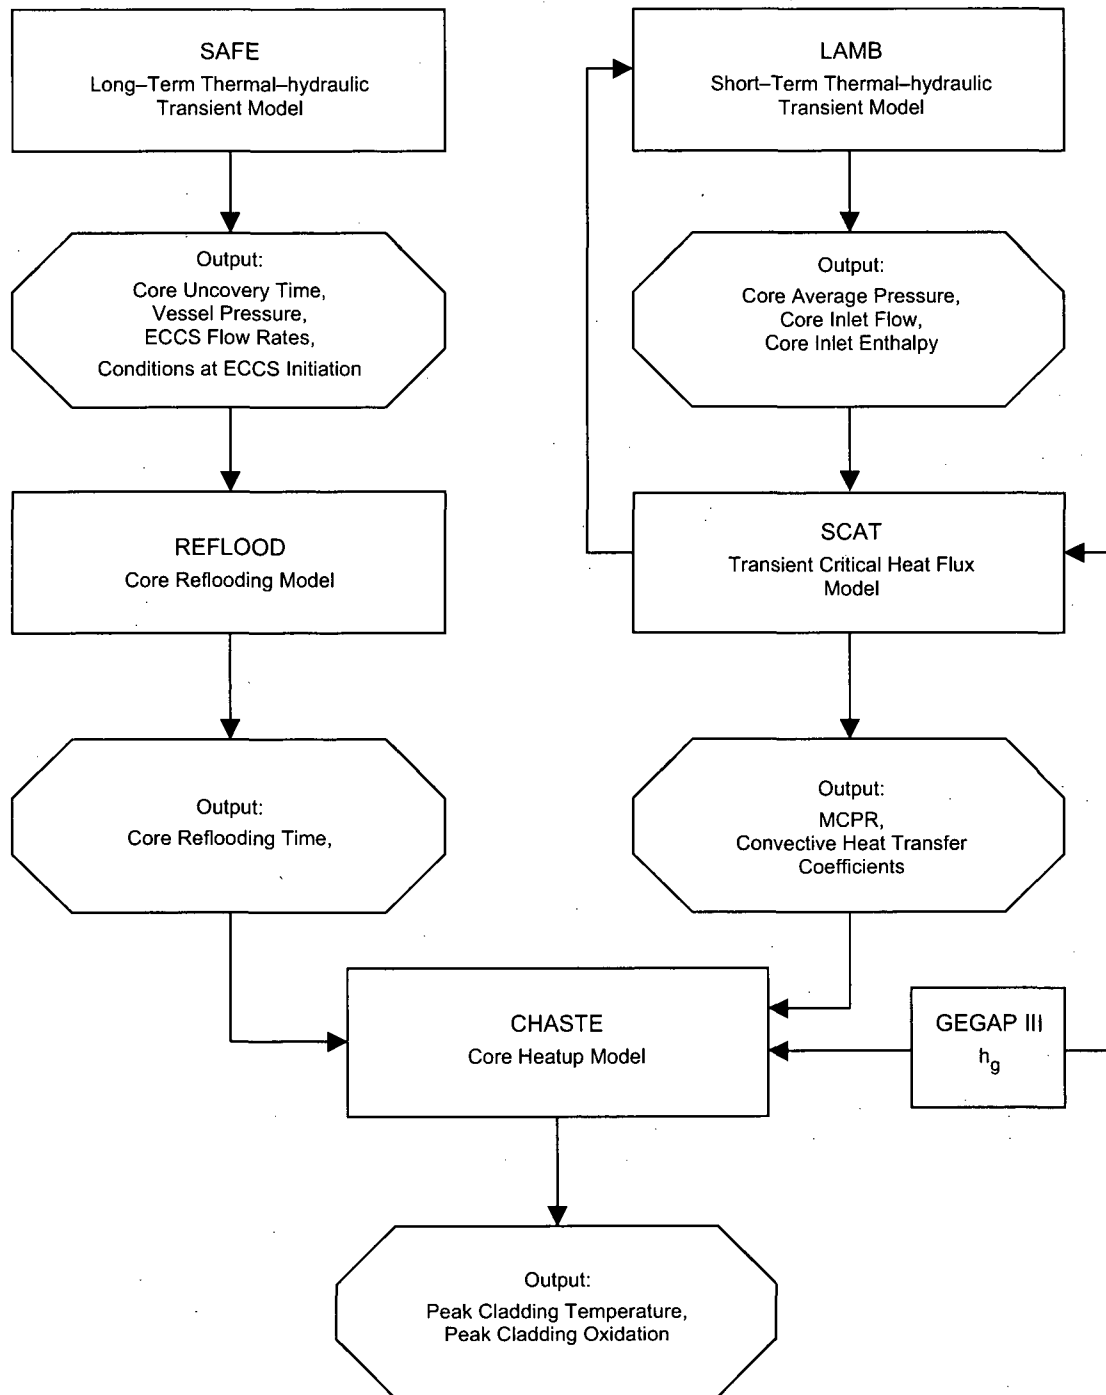 SAFE
Long–Term Thermal–hydraulic
Transient Model
LAMB
Short–Term Thermal–hydraulic
Transient Model
Output:
Core Uncovery Time,
Vessel Pressure,
ECCS Flow Rates,
Conditions at ECCS Initiation
Output:
Core Average Pressure,
Core Inlet Flow,
Core Inlet Enthalpy
REFLOOD
Core Reflooding Model
SCAT
Transient Critical Heat Flux
Model
Output:
Core Reflooding Time,
Output:
MCPR,
Convective Heat Transfer
Coefficients
CHASTE
Core Heatup Model
GEGAP III
hg
Output:
Peak Cladding Temperature,
Peak Cladding Oxidation